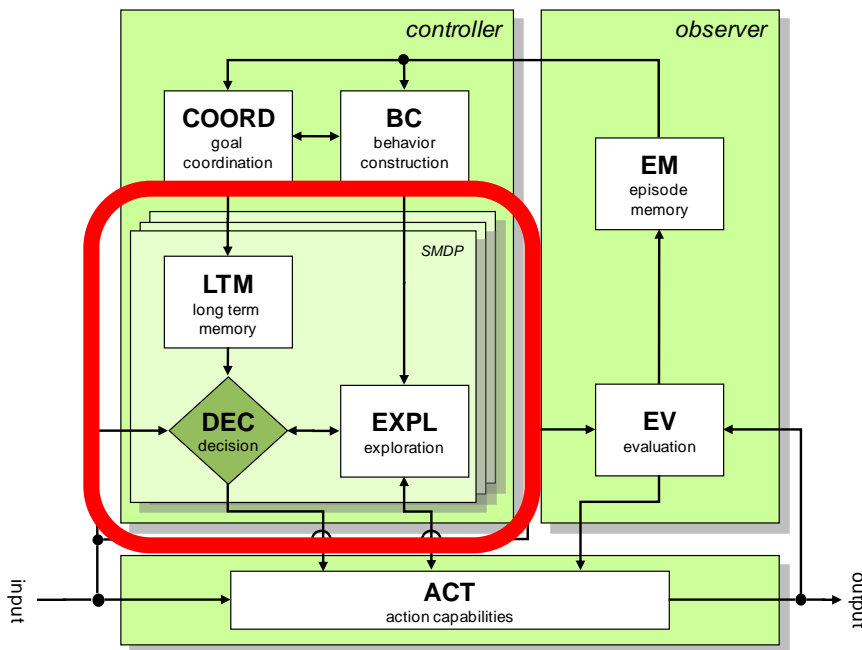 controller
observer
COORD
goal
coordination
BC
behavior
construction
EM
episode
memory
SMDP
LTM
long term
memory
DEC
decision
EXPL
exploration
EV
evaluation
input
ACT
action capabilities
output